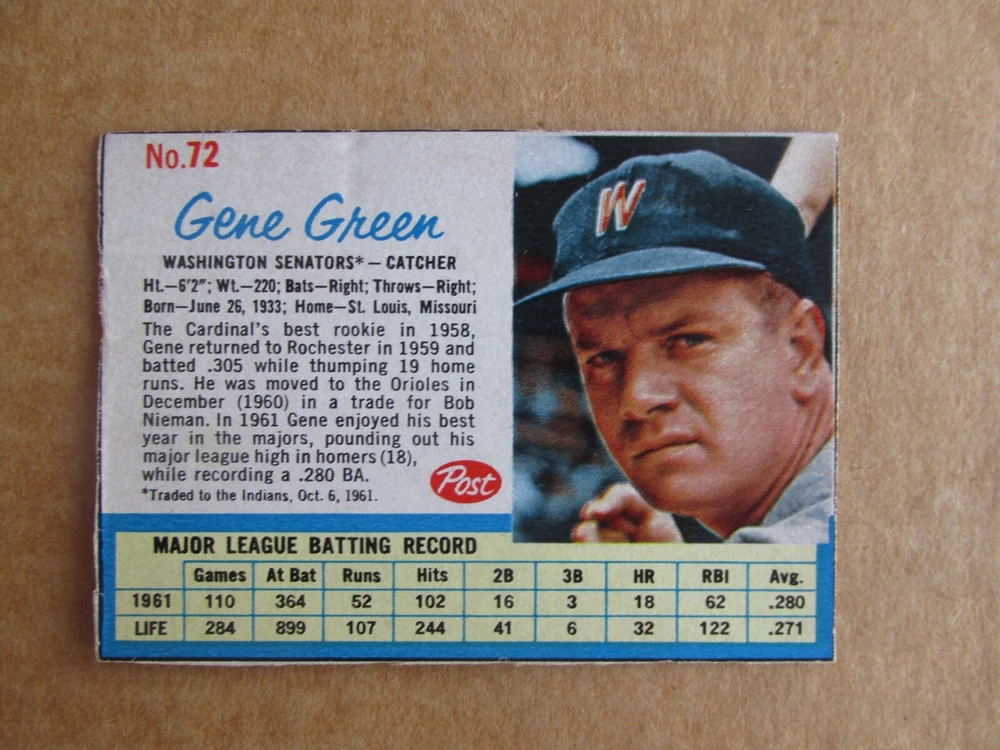 No.72
Gene Green
WASHINGTON SENATORS*—CATCHER
Ht.—6'2"; Wt.—220; Bats—Right; Throws—Right;
Born—June 26, 1933; Home—St. Louis, Missouri
The Cardinal's best rookie in 1958,
Gene returned to Rochester in 1959 and
batted .305 while thumping 19 home
runs. He was moved to the Orioles in
December (1960) in a trade for Bob
Nieman. In 1961 Gene enjoyed his best
year in the majors, pounding out his
major league high in homers (18),
while recording a .280 BA.
*Traded to the Indians, Oct. 6, 1961.
Post
W
MAJOR LEAGUE BATTING RECORD
Games At Bat Runs Hits 2B 3B HR RBI Avg.
1961 110 364 52 102 16 3 18 62 .280
LIFE 284 899 107 244 41 6 32 122 .271